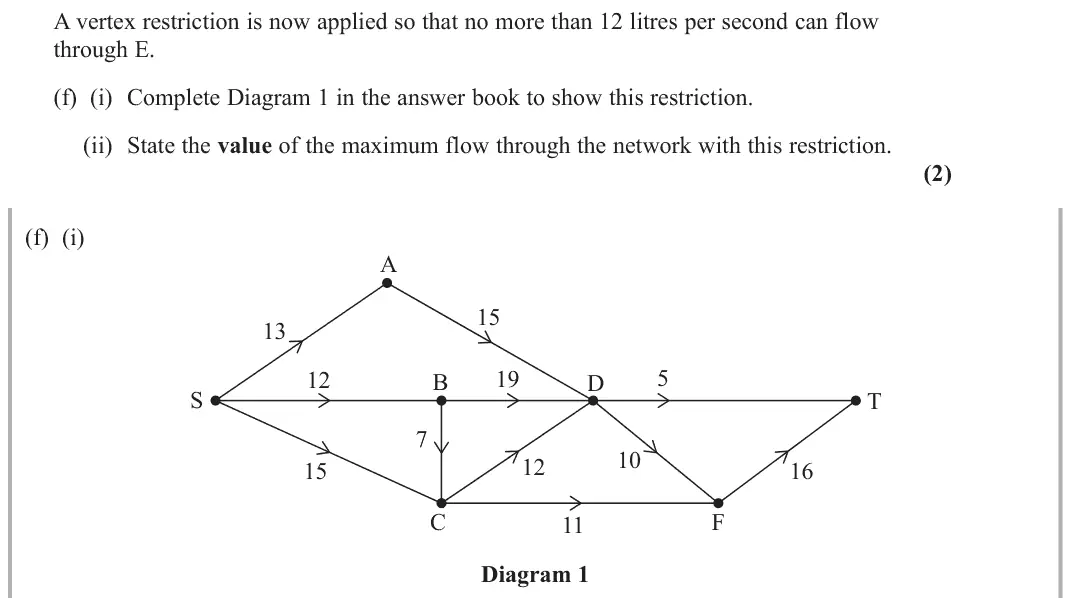 A vertex restriction is now applied so that no more than 12 litres per second can flow
through E.
(f) (i) Complete Diagram 1 in the answer book to show this restriction.
(ii) State the value of the maximum flow through the network with this restriction.
(2)
(f) (i)
A
13
15
S
12
B
19
D
5
T
7
15
12
10
16
C
11
F
Diagram 1